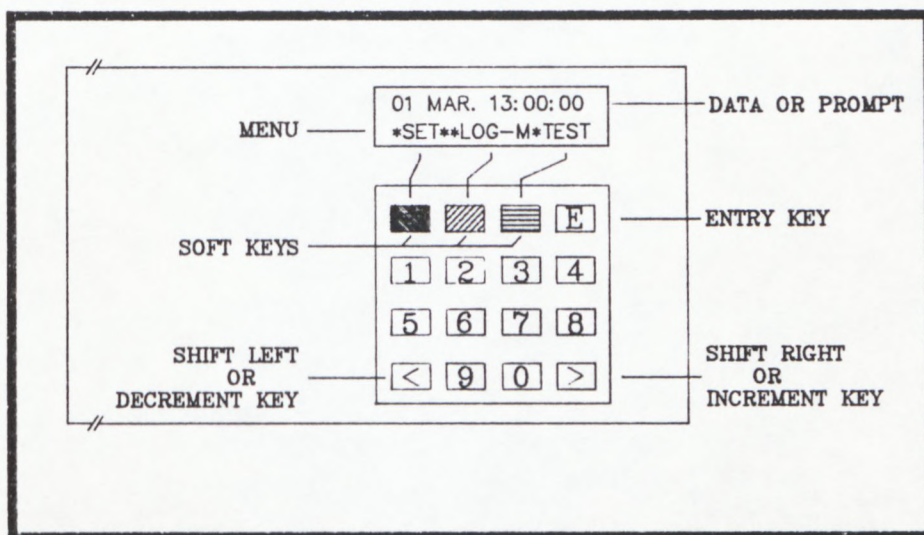 01 MAR. 13:00:00
*SET**LOG-M*TEST
DATA OR PROMPT
MENU
E
ENTRY KEY
SOFT KEYS
1 2 3 4
5 6 7 8
SHIFT LEFT
OR
DECREMENT KEY
< 9 0 >
SHIFT RIGHT
OR
INCREMENT KEY